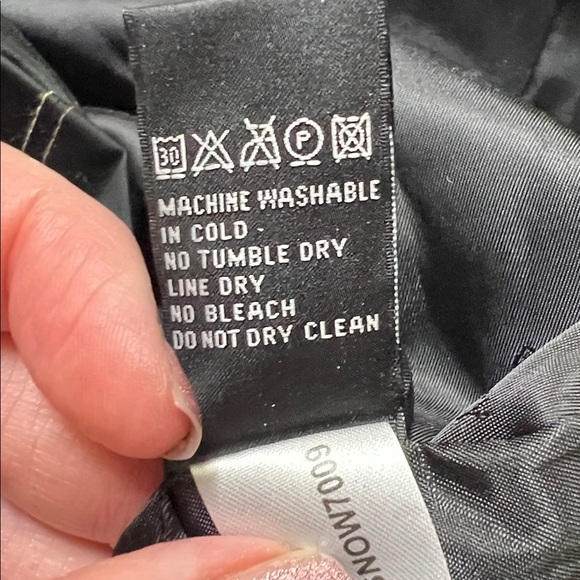 30 P
MACHINE WASHABLE
IN COLD
NO TUMBLE DRY
LINE DRY
NO BLEACH
DO NOT DRY CLEAN
SNOW7009